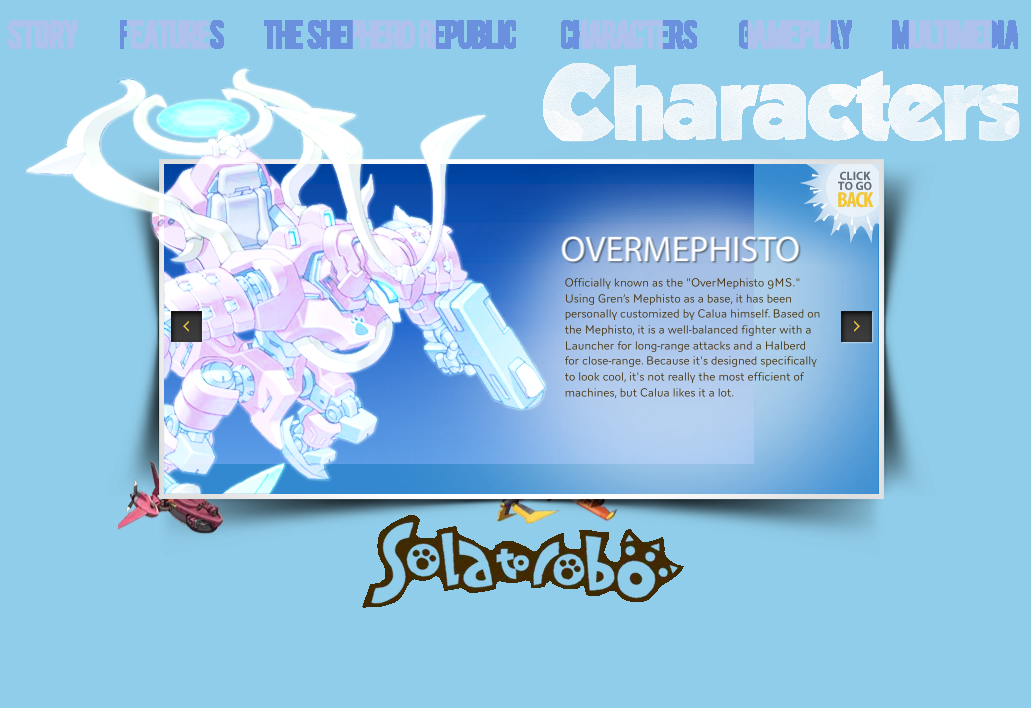 STORY FEATURES THE SHEPHERD REPUBLIC CHARACTERS GAMEPLAY MULTIMEDIA
Characters
CLICK
TO GO
BACK
OVERMEPHISTO
Officially known as the "OverMephisto 9MS."
Using Gren's Mephisto as a base, it has been
personally customized by Calua himself. Based on
the Mephisto, it is a well-balanced fighter with a
Launcher for long-range attacks and a Halberd
for close-range. Because it's designed specifically
to look cool, it's not really the most efficient of
machines, but Calua likes it a lot.
Solatorobo